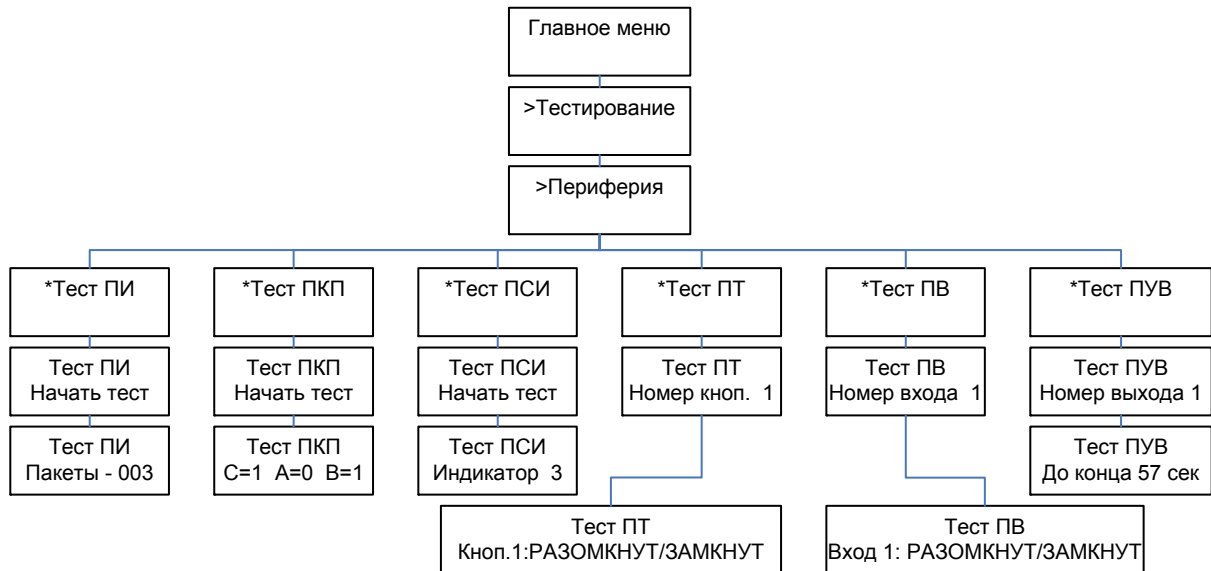 Главное меню
>Тестирование
>Периферия
*Тест ПИ
*Тест ПКП
*Тест ПСИ
*Тест ПТ
*Тест ПВ
*Тест ПУВ
Тест ПИ
Начать тест
Тест ПКП
Начать тест
Тест ПСИ
Начать тест
Тест ПТ
Номер кноп. 1
Тест ПВ
Номер входа 1
Тест ПУВ
Номер выхода 1
Тест ПИ
Пакеты - 003
Тест ПКП
С=1 А=0 В=1
Тест ПСИ
Индикатор 3
Тест ПУВ
До конца 57 сек
Тест ПТ
Кноп.1:РАЗОМКНУТ/ЗАМКНУТ
Тест ПВ
Вход 1: РАЗОМКНУТ/ЗАМКНУТ